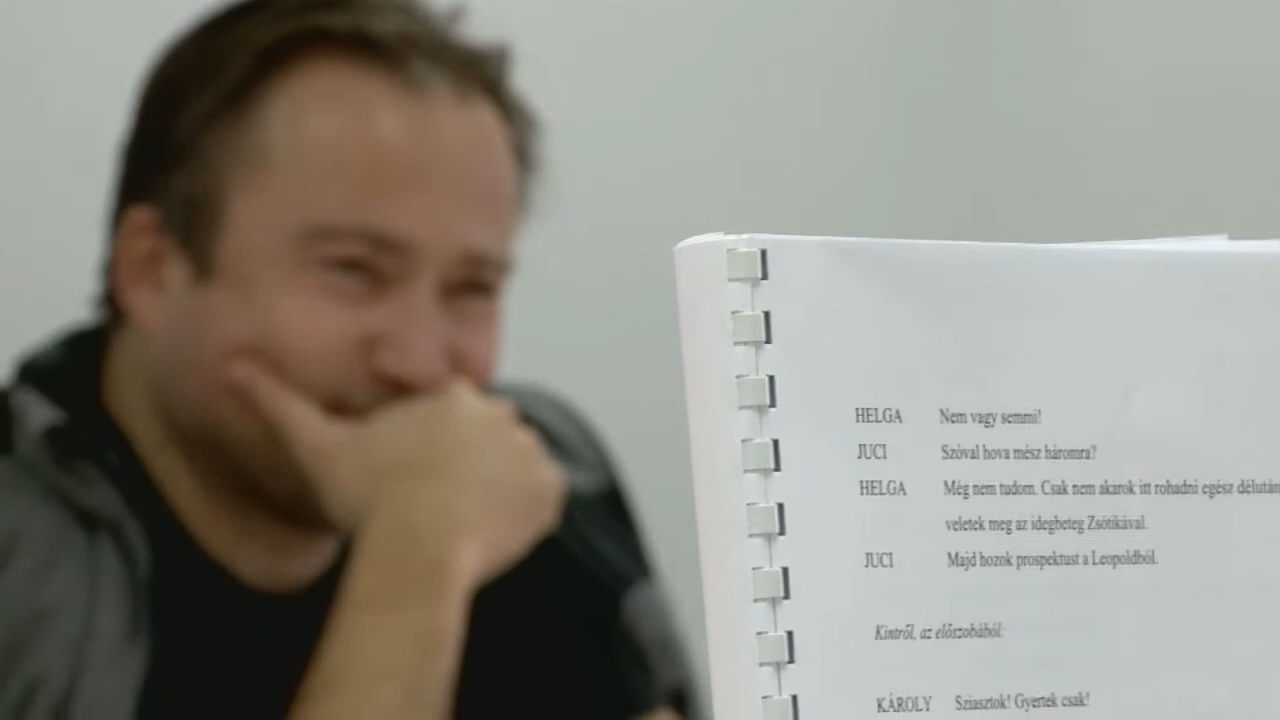 HELGA Nem vagy semmi!
JUCI Szóval hova mész háromra?
HELGA Még nem tudom. Csak nem akarok itt rohadni egész délután
veletek meg az idegbeteg Zsótikával.
JUCI Majd hozok prospektust a Leopoldból.
Kintről, az előszobából:
KÁROLY Sziasztok! Gyertek csak!